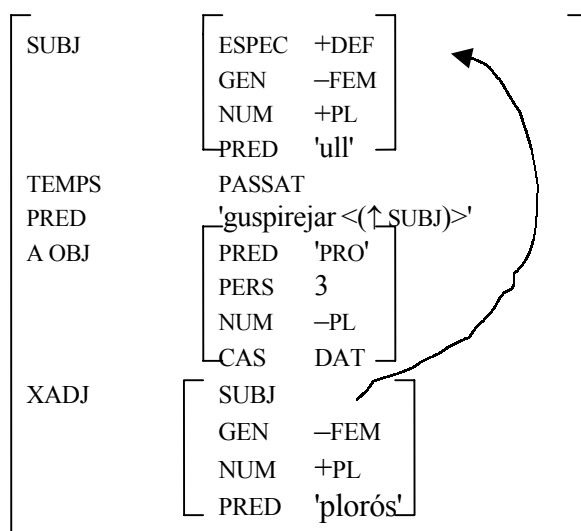 SUBJ ESPEC +DEF
GEN –FEM
NUM +PL
PRED 'ull'
TEMPS PASSAT
PRED 'guspirejar <(↑ SUBJ)>'
A OBJ PRED 'PRO'
PERS 3
NUM –PL
CAS DAT
XADJ SUBJ
GEN –FEM
NUM +PL
PRED 'plorós'